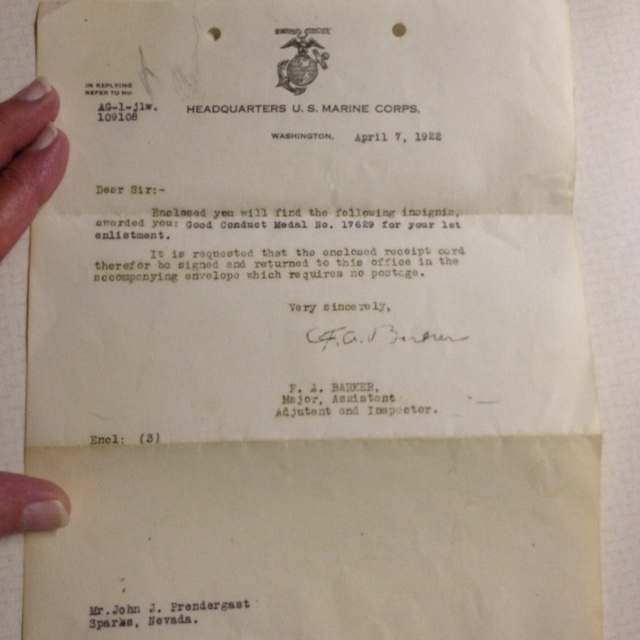 IN REPLYING
REFER TO NO.
AG-1-jlw.
109108
HEADQUARTERS U. S. MARINE CORPS,
WASHINGTON, April 7, 1922
Dear Sir:-
Enclosed you will find the following insignia,
awarded you: Good Conduct Medal No. 17629 for your 1st
enlistment.
It is requested that the enclosed receipt card
therefor be signed and returned to this office in the
accompanying envelope which requires no postage.
Very sincerely,
F. A. Barker
F. A. BARKER,
Major, Assistant
Adjutant and Inspector.
Encl: (3)
Mr. John J. Prendergast
Sparks, Nevada.